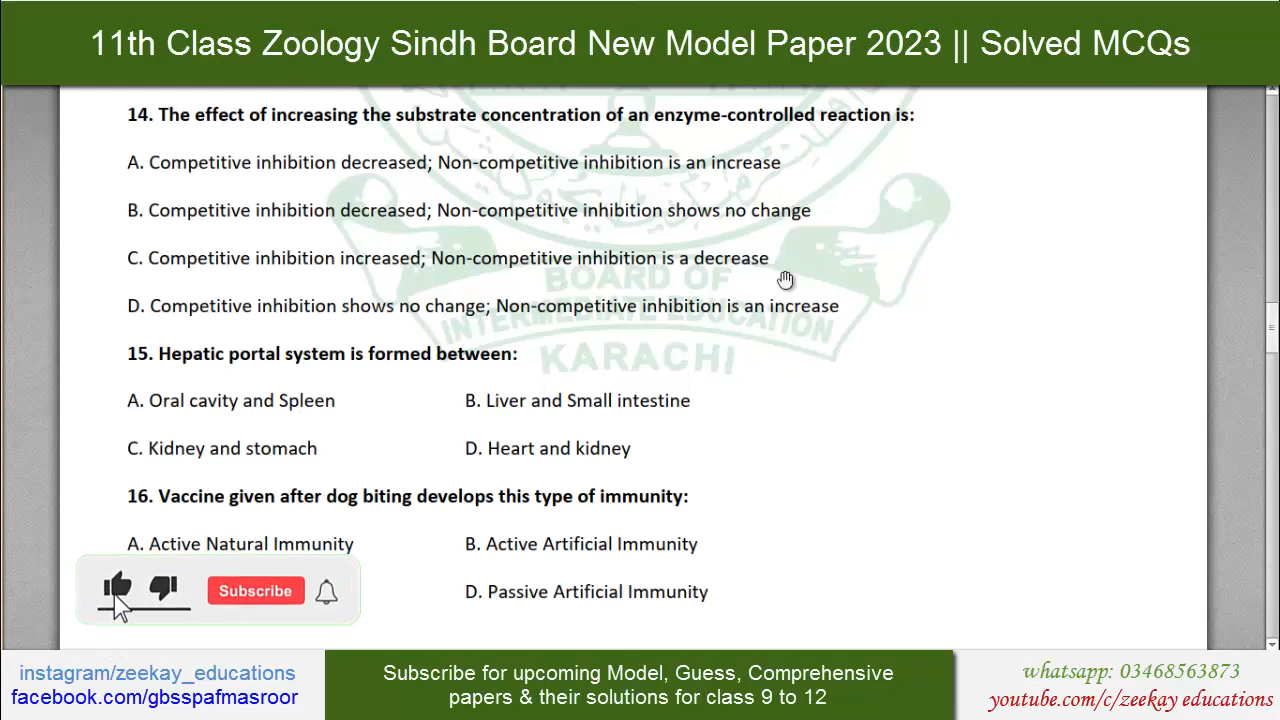 11th Class Zoology Sindh Board New Model Paper 2023 || Solved MCQs
14. The effect of increasing the substrate concentration of an enzyme-controlled reaction is:
A. Competitive inhibition decreased; Non-competitive inhibition is an increase
B. Competitive inhibition decreased; Non-competitive inhibition shows no change
C. Competitive inhibition increased; Non-competitive inhibition is a decrease
D. Competitive inhibition shows no change; Non-competitive inhibition is an increase
BOARD OF
INTERMEDIATE EDUCATION
KARACHI
15. Hepatic portal system is formed between:
A. Oral cavity and Spleen B. Liver and Small intestine
C. Kidney and stomach D. Heart and kidney
16. Vaccine given after dog biting develops this type of immunity:
A. Active Natural Immunity B. Active Artificial Immunity
D. Passive Artificial Immunity
Subscribe
instagram/zeekay_educations
facebook.com/gbsspafmasroor
Subscribe for upcoming Model, Guess, Comprehensive
papers & their solutions for class 9 to 12
whatsapp: 03468563873
youtube.com/c/zeekay educations